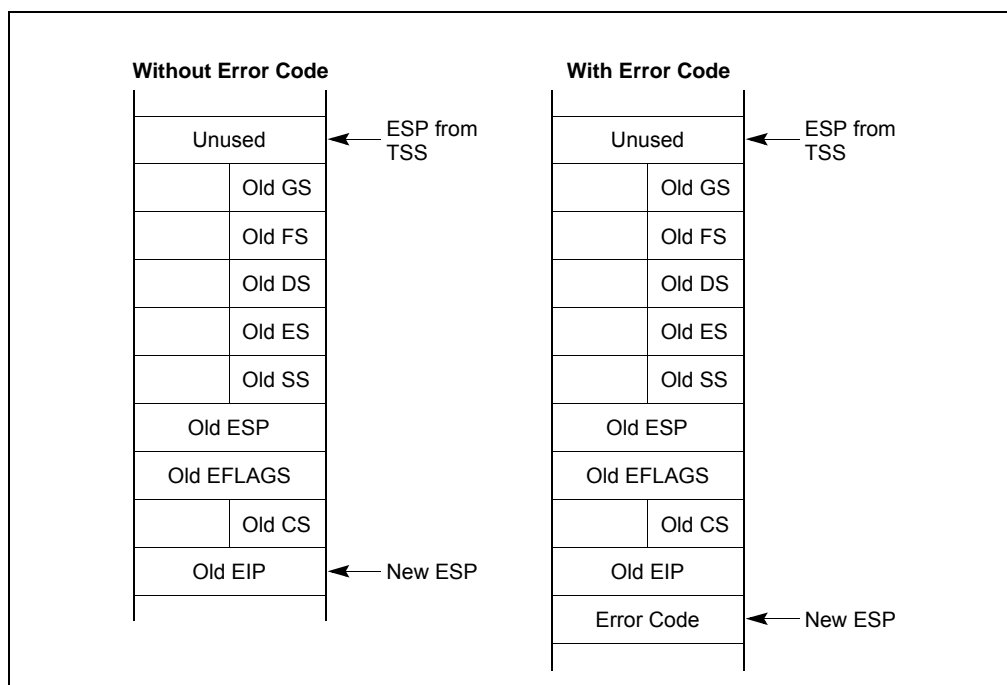 Without Error Code
Unused
ESP from
TSS
Old GS
Old FS
Old DS
Old ES
Old SS
Old ESP
Old EFLAGS
Old CS
Old EIP
New ESP
With Error Code
Unused
ESP from
TSS
Old GS
Old FS
Old DS
Old ES
Old SS
Old ESP
Old EFLAGS
Old CS
Old EIP
Error Code
New ESP